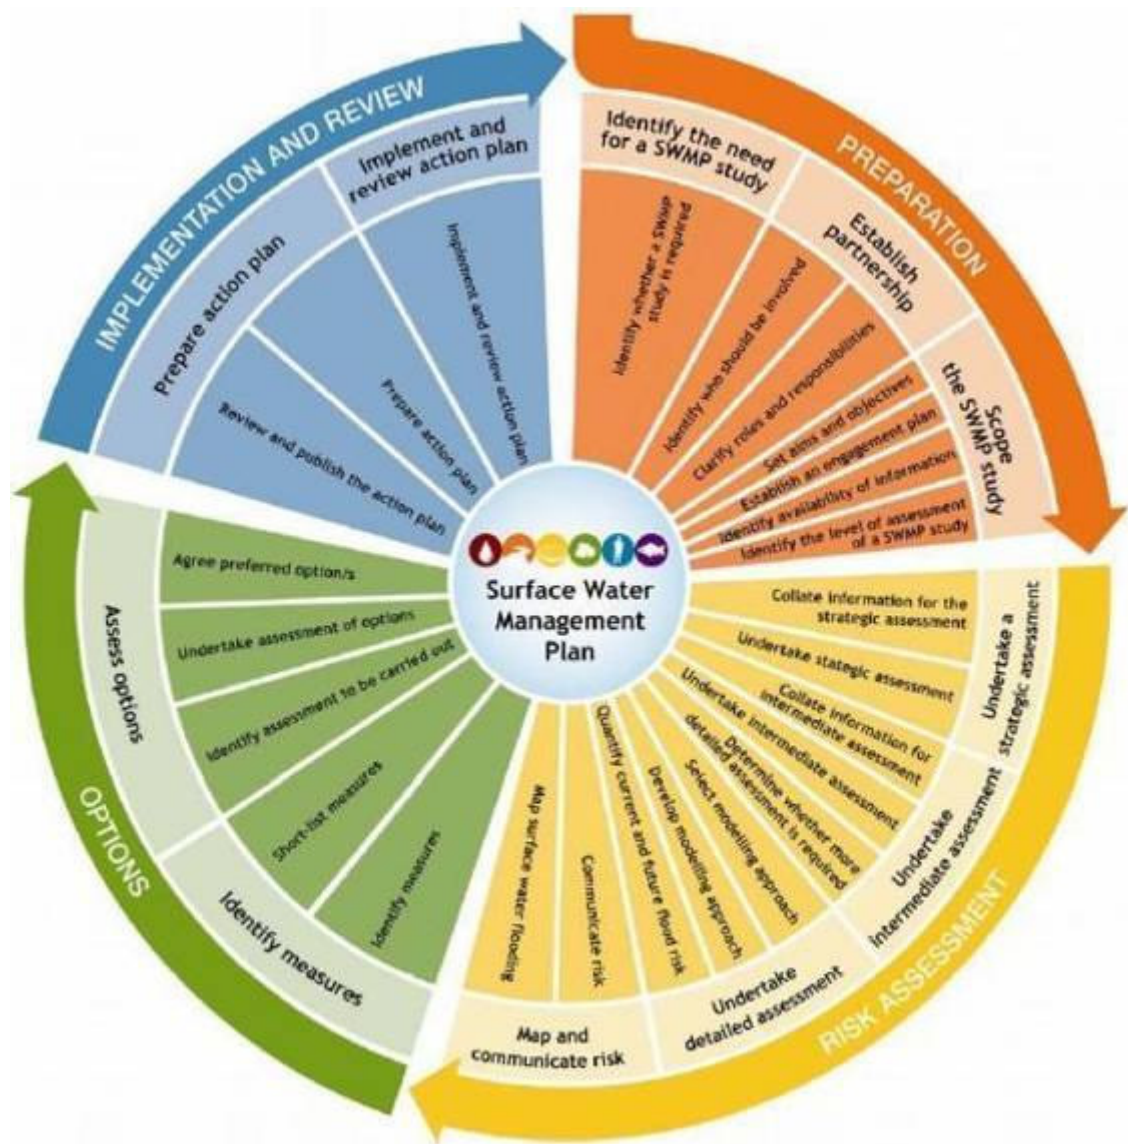 PREPARATION
Identify the need
for a SWMP study
Establish
partnership
Scope
the SWMP study
Identify whether a SWMP
study is required
Identify who should be involved
Clarify roles and responsibilities
Set aims and objectives
Establish an engagement plan
Identify availability of information
Identify the level of assessment
of a SWMP study
RISK ASSESSMENT
Undertake a
strategic assessment
Undertake
intermediate assessment
Undertake
detailed assessment
Map and
communicate risk
Collate information for the
strategic assessment
Undertake stategic assessment
Collate information for
intermediate assessment
Undertake intermediate assessment
Determine whether more
detailed assessment is required
Select modelling approach
Develop modelling approach
Quantify current and future flood risk
Communicate risk
Map surface water flooding
OPTIONS
Identify measures
Assess options
Identify measures
Short-list measures
Identify assessment to be carried out
Undertake assessment of options
Agree preferred option/s
IMPLEMENTATION AND REVIEW
Prepare action plan
Implement and
review action plan
Review and publish the action plan
Prepare action plan
Implement and review action plan
Surface Water
Management
Plan